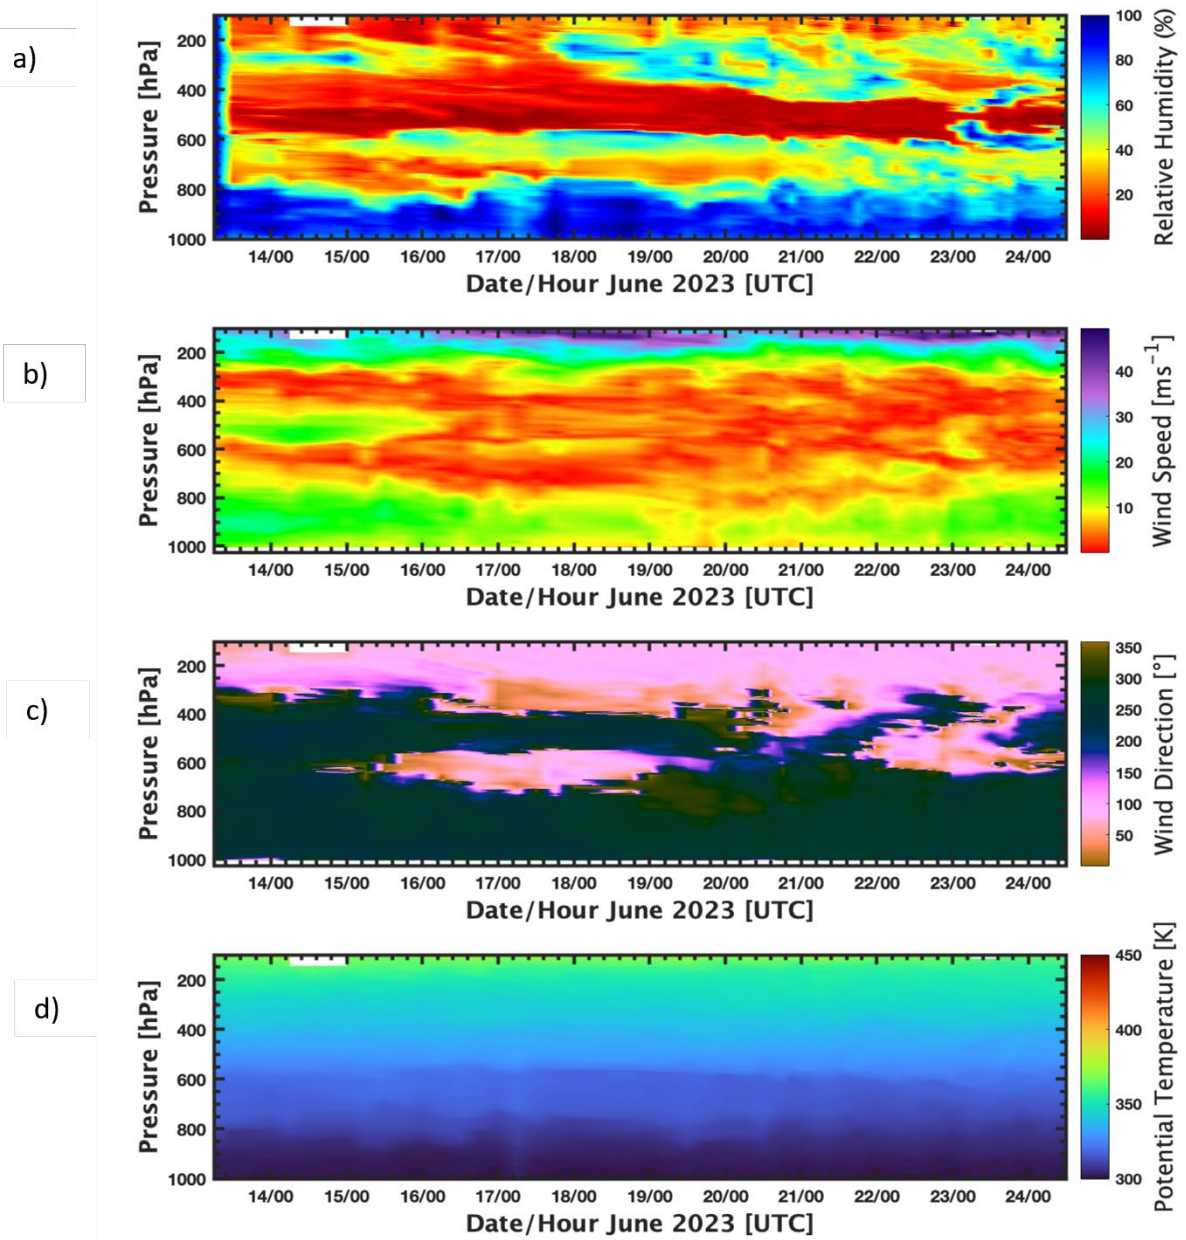 a)
Pressure [hPa]
200
400
600
800
1000
14/00 15/00 16/00 17/00 18/00 19/00 20/00 21/00 22/00 23/00 24/00
Date/Hour June 2023 [UTC]
100
80
60
40
20
Relative Humidity (%)
b)
Pressure [hPa]
200
400
600
800
1000
14/00 15/00 16/00 17/00 18/00 19/00 20/00 21/00 22/00 23/00 24/00
Date/Hour June 2023 [UTC]
40
30
20
10
Wind Speed [ms⁻¹]
c)
Pressure [hPa]
200
400
600
800
1000
14/00 15/00 16/00 17/00 18/00 19/00 20/00 21/00 22/00 23/00 24/00
Date/Hour June 2023 [UTC]
350
300
250
200
150
100
50
Wind Direction [°]
d)
Pressure [hPa]
200
400
600
800
1000
14/00 15/00 16/00 17/00 18/00 19/00 20/00 21/00 22/00 23/00 24/00
Date/Hour June 2023 [UTC]
450
400
350
300
Potential Temperature [K]